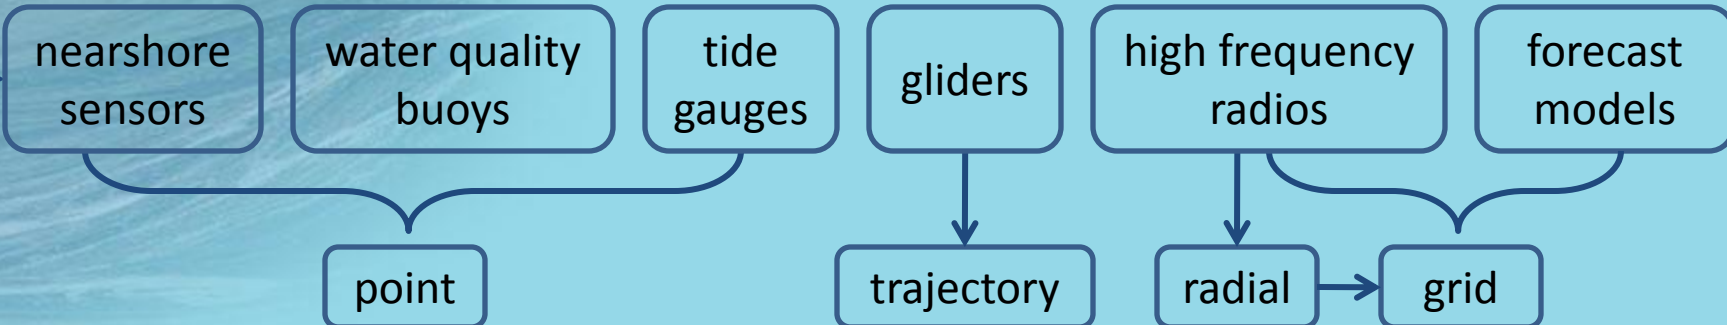 nearshore
sensors
water quality
buoys
tide
gauges
gliders
high frequency
radios
forecast
models
point
trajectory
radial
grid